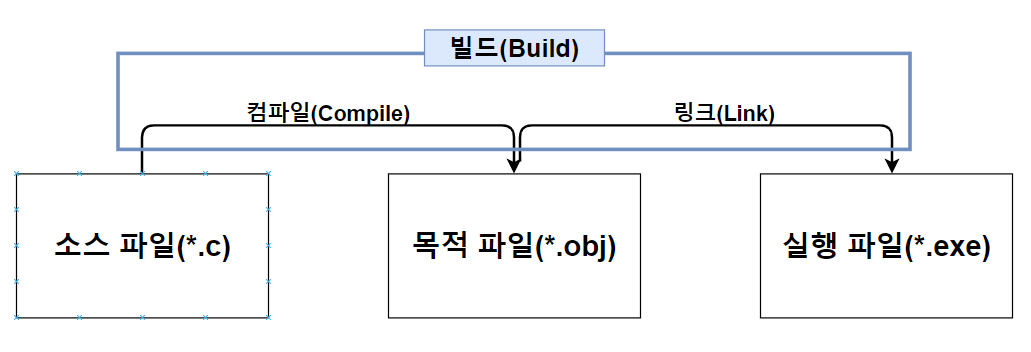 빌드(Build)
컴파일(Compile)
링크(Link)
소스 파일(*.c)
목적 파일(*.obj)
실행 파일(*.exe)